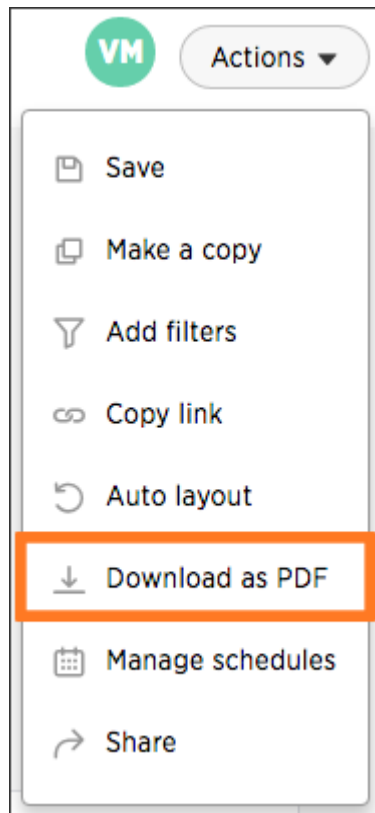 VM
Actions
Save
Make a copy
Add filters
Copy link
Auto layout
Download as PDF
Manage schedules
Share